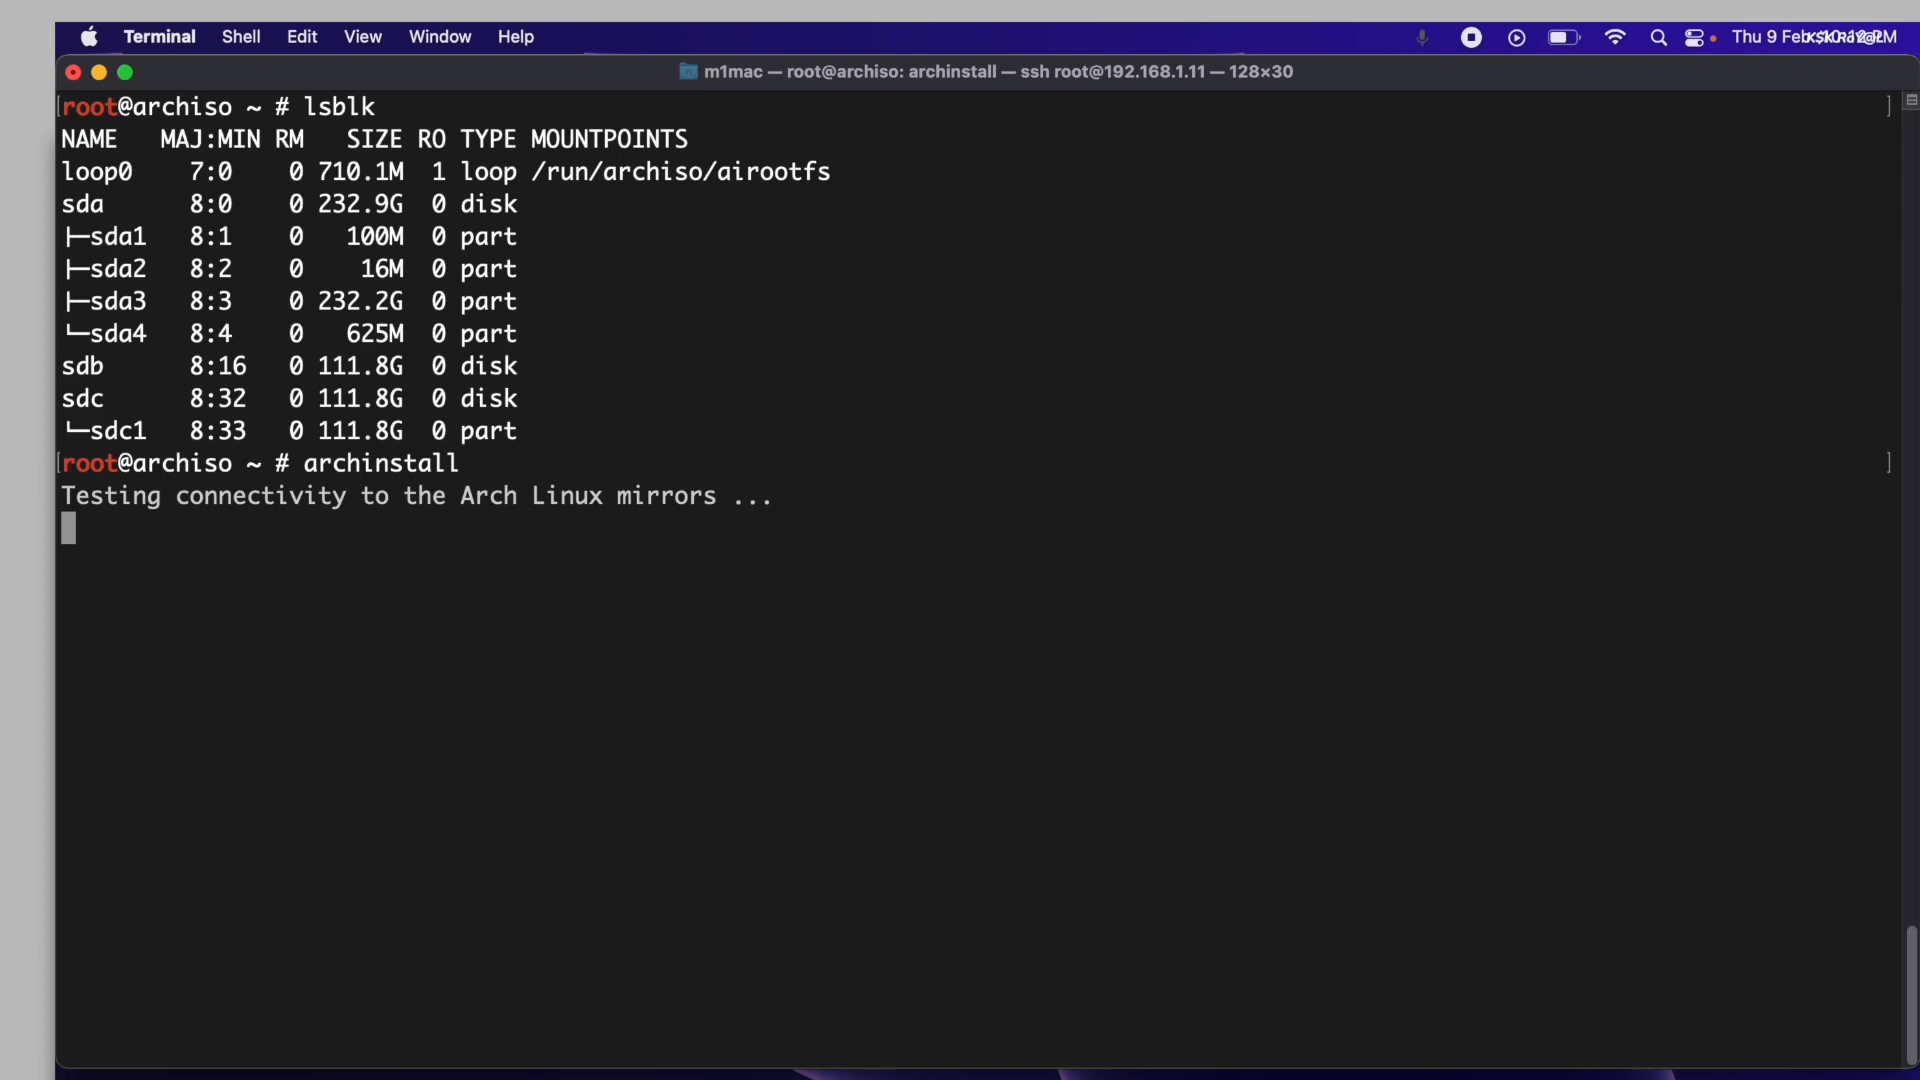 Terminal Shell Edit View Window Help Thu 9 Feb
m1mac — root@archiso: archinstall — ssh root@192.168.1.11 — 128×30
[root@archiso ~ # lsblk ]
NAME MAJ:MIN RM SIZE RO TYPE MOUNTPOINTS
loop0 7:0 0 710.1M 1 loop /run/archiso/airootfs
sda 8:0 0 232.9G 0 disk
├─sda1 8:1 0 100M 0 part
├─sda2 8:2 0 16M 0 part
├─sda3 8:3 0 232.2G 0 part
└─sda4 8:4 0 625M 0 part
sdb 8:16 0 111.8G 0 disk
sdc 8:32 0 111.8G 0 disk
└─sdc1 8:33 0 111.8G 0 part
[root@archiso ~ # archinstall ]
Testing connectivity to the Arch Linux mirrors ...